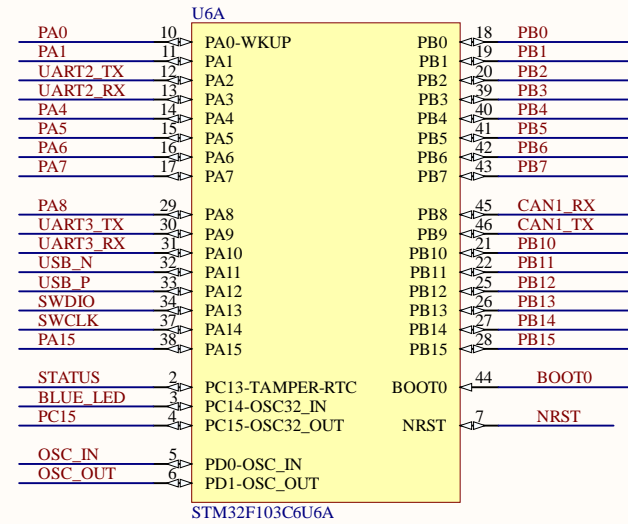 U6A
PA0 10 PA0-WKUP PB0 18 PB0
PA1 11 PA1 PB1 19 PB1
UART2_TX 12 PA2 PB2 20 PB2
UART2_RX 13 PA3 PB3 39 PB3
PA4 14 PA4 PB4 40 PB4
PA5 15 PA5 PB5 41 PB5
PA6 16 PA6 PB6 42 PB6
PA7 17 PA7 PB7 43 PB7
PA8 29 PA8 PB8 45 CAN1_RX
UART3_TX 30 PA9 PB9 46 CAN1_TX
UART3_RX 31 PA10 PB10 21 PB10
USB_N 32 PA11 PB11 22 PB11
USB_P 33 PA12 PB12 25 PB12
SWDIO 34 PA13 PB13 26 PB13
SWCLK 37 PA14 PB14 27 PB14
PA15 38 PA15 PB15 28 PB15
STATUS 2 PC13-TAMPER-RTC BOOT0 44 BOOT0
BLUE_LED 3 PC14-OSC32_IN
PC15 4 PC15-OSC32_OUT NRST 7 NRST
OSC_IN 5 PD0-OSC_IN
OSC_OUT 6 PD1-OSC_OUT
STM32F103C6U6A